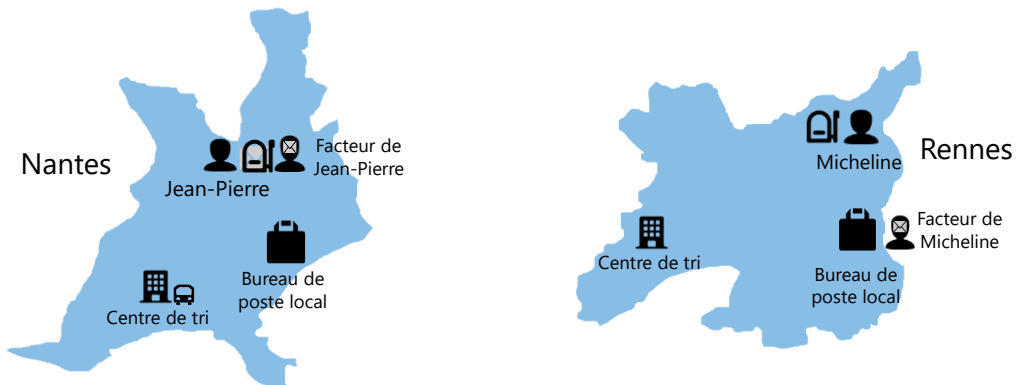 Nantes
Facteur de
Jean-Pierre
Jean-Pierre
Bureau de
poste local
Centre de tri
Rennes
Micheline
Facteur de
Micheline
Centre de tri
Bureau de
poste local